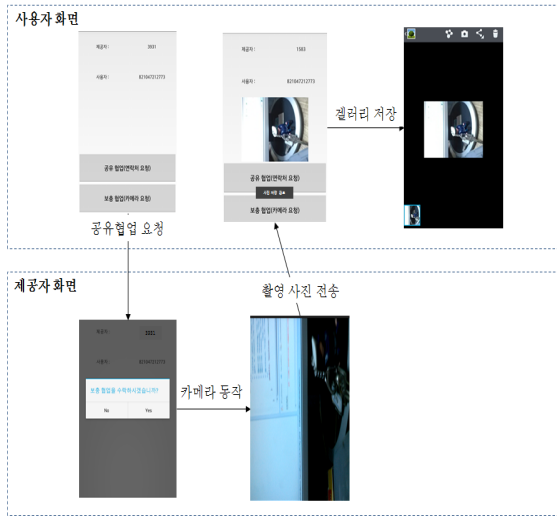 사용자 화면
제공자 :
사용자 : 821047212773
공유 협업(연락처 요청)
보충 협업(카메라 요청)
제공자 :
사용자 : 821047212773
공유 협업(연락처 요청)
보충 협업(카메라 요청)
겔러리 저장
공유협업 요청
촬영 사진 전송
제공자 화면
제공자 :
사용자 : 821047212773
보충 협업을 수락하시겠습니까?
No Yes
카메라 동작